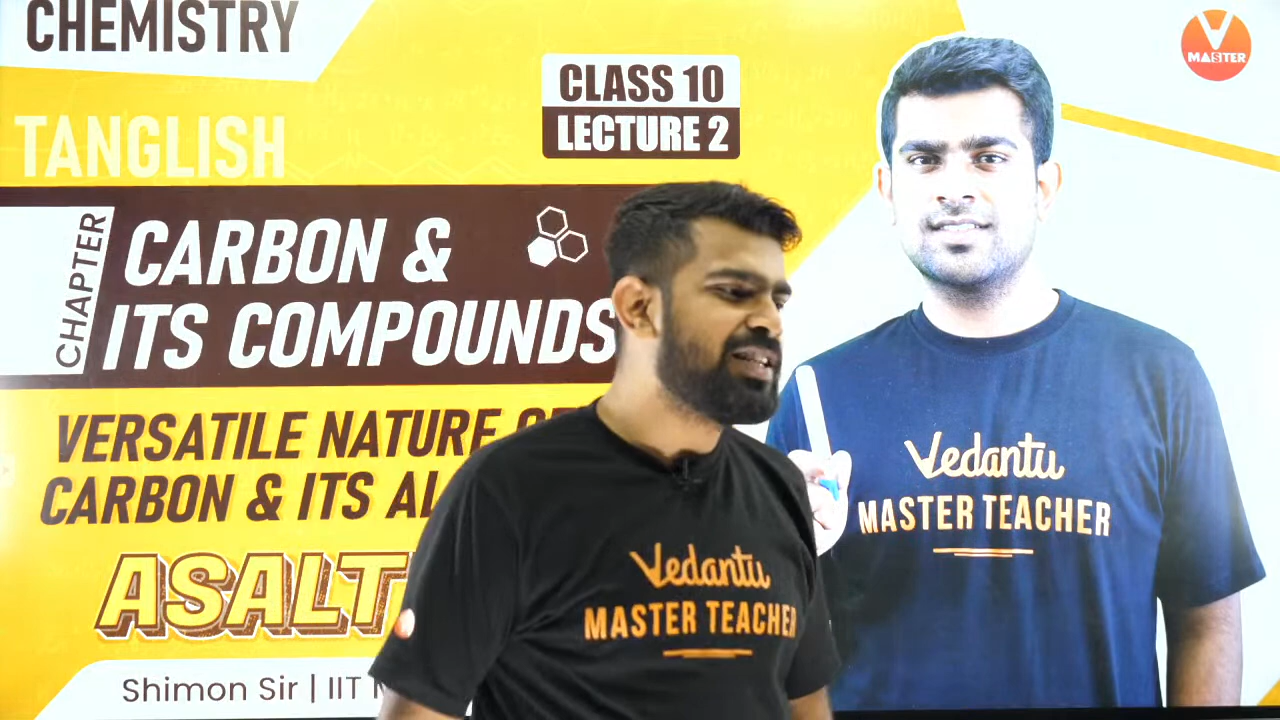 CHEMISTRY
TANGLISH
CLASS 10
LECTURE 2
CHAPTER
CARBON &
ITS COMPOUNDS
VERSATILE NATURE
CARBON & ITS
ASALT
Shimon Sir | IIT
V
MASTER
Vedantu
MASTER TEACHER
Vedantu
MASTER TEACHER